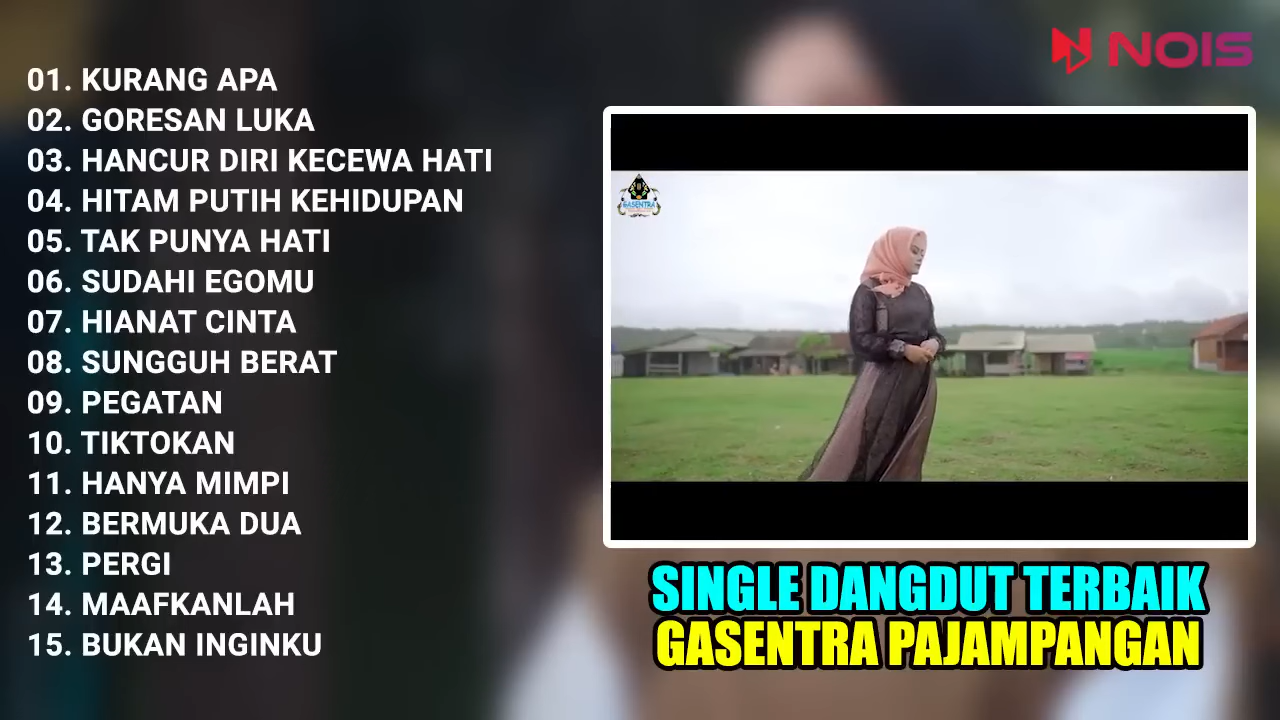 NOIS
01. KURANG APA
02. GORESAN LUKA
03. HANCUR DIRI KECEWA HATI
04. HITAM PUTIH KEHIDUPAN
05. TAK PUNYA HATI
06. SUDAHI EGOMU
07. HIANAT CINTA
08. SUNGGUH BERAT
09. PEGATAN
10. TIKTOKAN
11. HANYA MIMPI
12. BERMUKA DUA
13. PERGI
14. MAAFKANLAH
15. BUKAN INGINKU
GASENTRA
SINGLE DANGDUT TERBAIK
GASENTRA PAJAMPANGAN